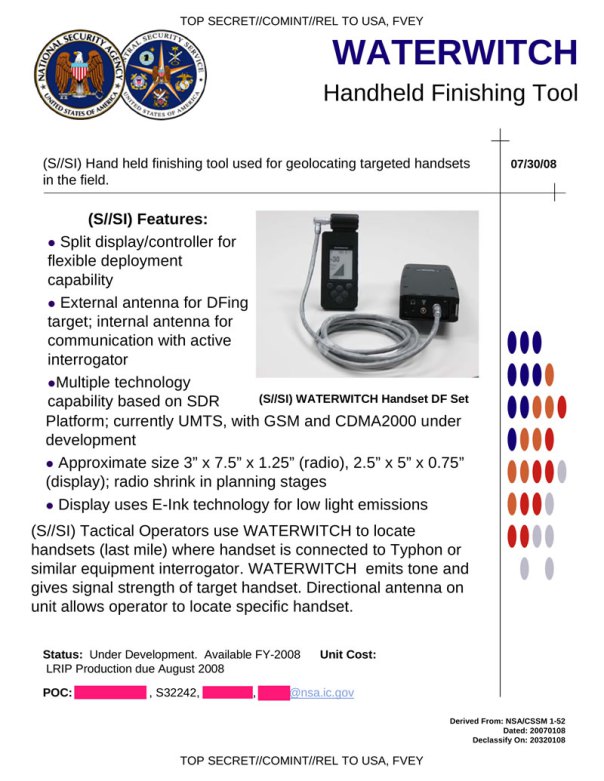 TOP SECRET//COMINT//REL TO USA, FVEY
NATIONAL SECURITY AGENCY
UNITED STATES OF AMERICA
CENTRAL SECURITY SERVICE
UNITED STATES OF AMERICA
WATERWITCH
Handheld Finishing Tool
(S//SI) Hand held finishing tool used for geolocating targeted handsets
in the field.
07/30/08
(S//SI) Features:
● Split display/controller for
flexible deployment
capability
● External antenna for DFing
target; internal antenna for
communication with active
interrogator
●Multiple technology
capability based on SDR
Platform; currently UMTS, with GSM and CDMA2000 under
development
(S//SI) WATERWITCH Handset DF Set
● Approximate size 3” x 7.5” x 1.25” (radio), 2.5” x 5” x 0.75”
(display); radio shrink in planning stages
● Display uses E-Ink technology for low light emissions
(S//SI) Tactical Operators use WATERWITCH to locate
handsets (last mile) where handset is connected to Typhon or
similar equipment interrogator. WATERWITCH emits tone and
gives signal strength of target handset. Directional antenna on
unit allows operator to locate specific handset.
Status: Under Development. Available FY-2008 Unit Cost:
LRIP Production due August 2008
POC: , S32242, , @nsa.ic.gov
Derived From: NSA/CSSM 1-52
Dated: 20070108
Declassify On: 20320108
TOP SECRET//COMINT//REL TO USA, FVEY